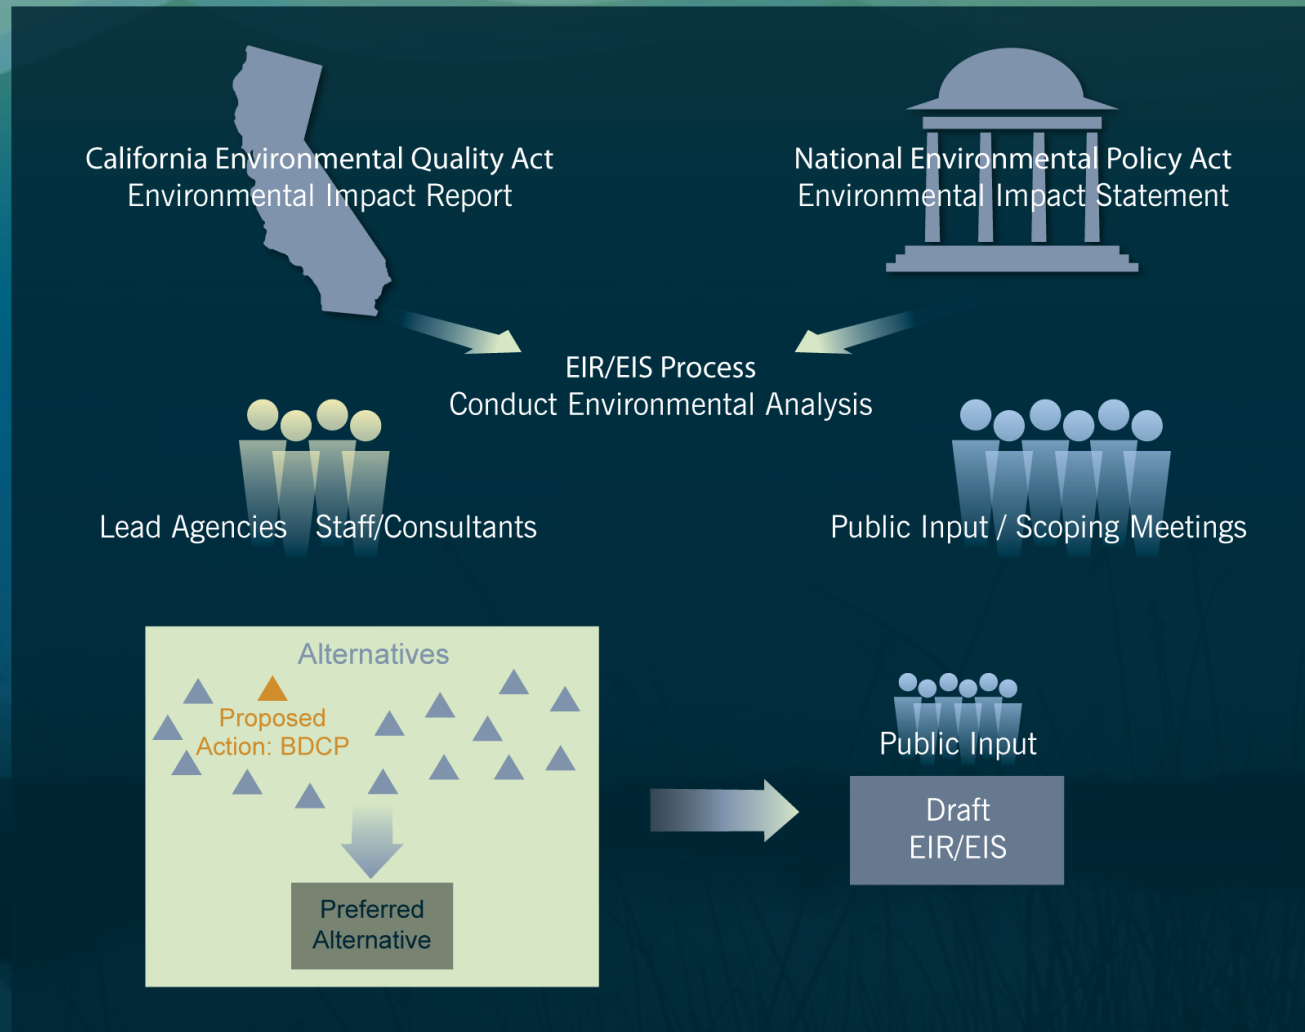 California Environmental Quality Act
Environmental Impact Report
National Environmental Policy Act
Environmental Impact Statement
EIR/EIS Process
Conduct Environmental Analysis
Lead Agencies   Staff/Consultants
Public Input / Scoping Meetings
Alternatives
Proposed
Action: BDCP
Preferred
Alternative
Public Input
Draft
EIR/EIS